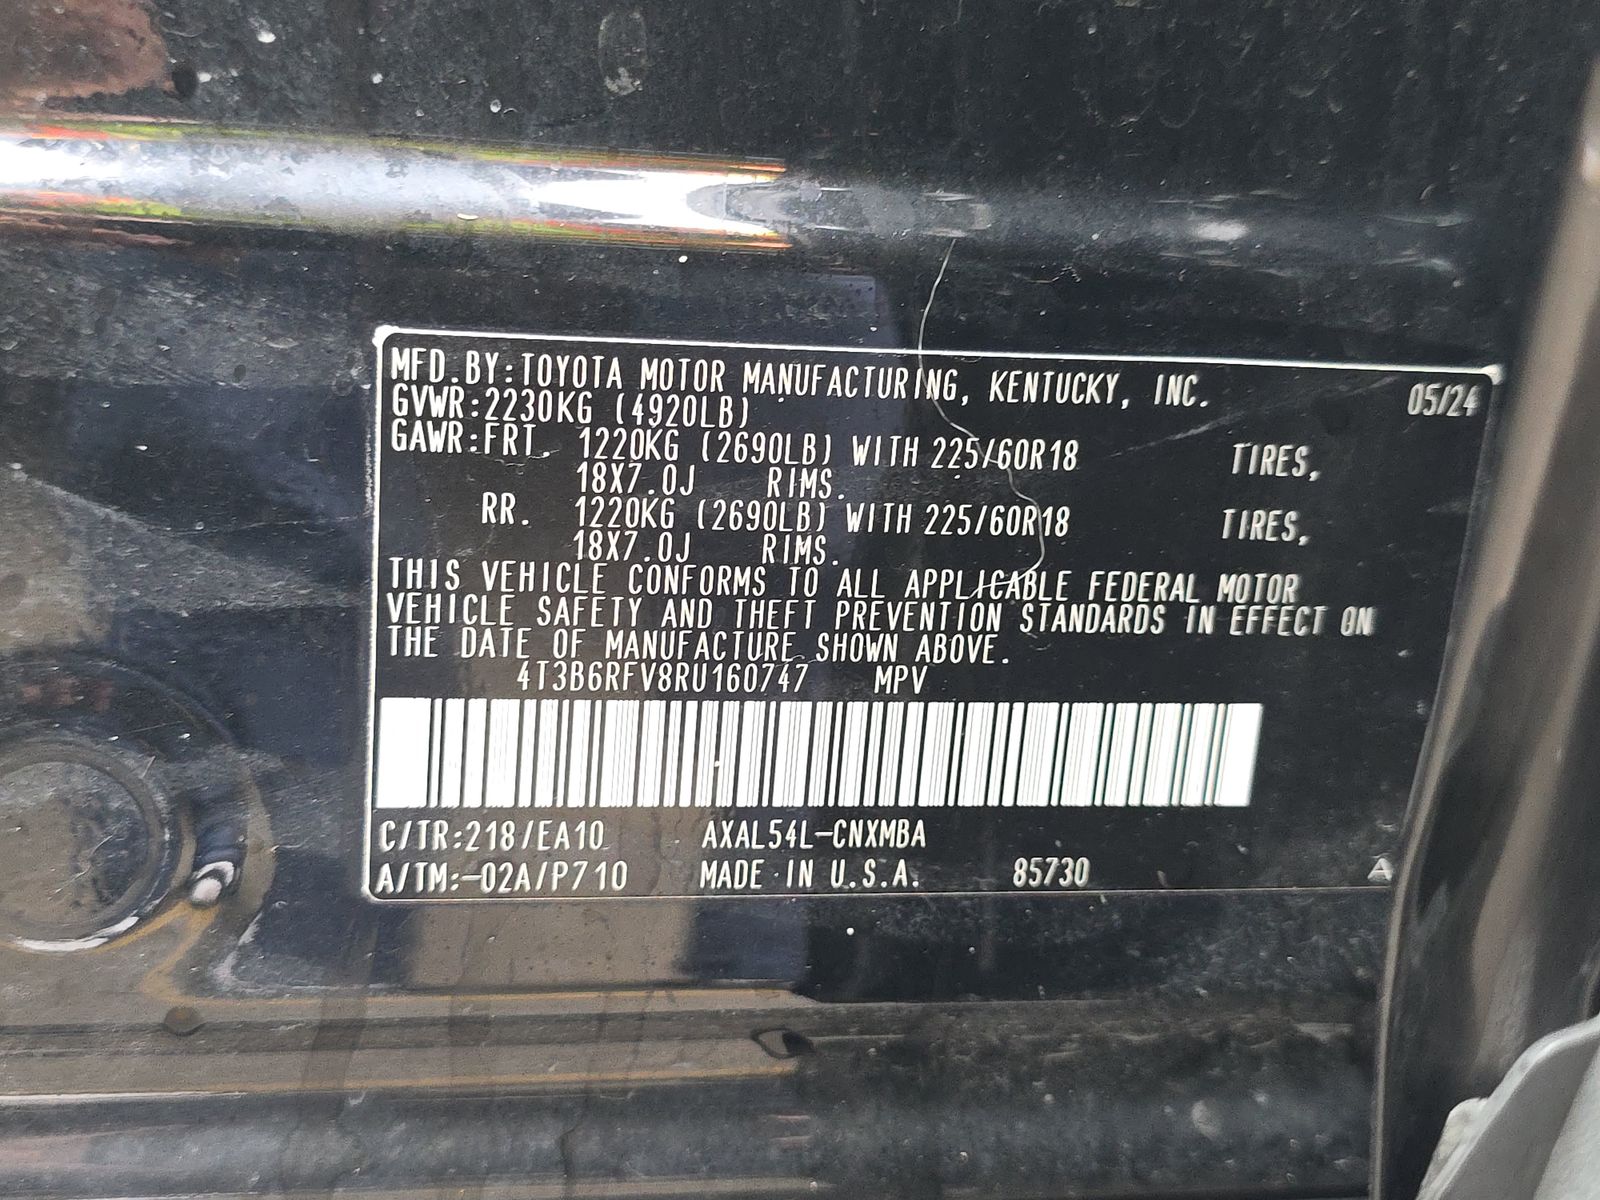 MFD.BY:TOYOTA MOTOR MANUFACTURING, KENTUCKY, INC. 05/24
GVWR:2230KG (4920LB)
GAWR:FRT. 1220KG (2690LB) WITH 225/60R18 TIRES,
18X7.0J RIMS.
RR. 1220KG (2690LB) WITH 225/60R18 TIRES,
18X7.0J RIMS.
THIS VEHICLE CONFORMS TO ALL APPLICABLE FEDERAL MOTOR
VEHICLE SAFETY AND THEFT PREVENTION STANDARDS IN EFFECT ON
THE DATE OF MANUFACTURE SHOWN ABOVE.
4T3B6RFV8RU160747 MPV
C/TR:218/EA10 AXAL54L-CNXMBA
A/TM:-02A/P710 MADE IN U.S.A. 85730 A